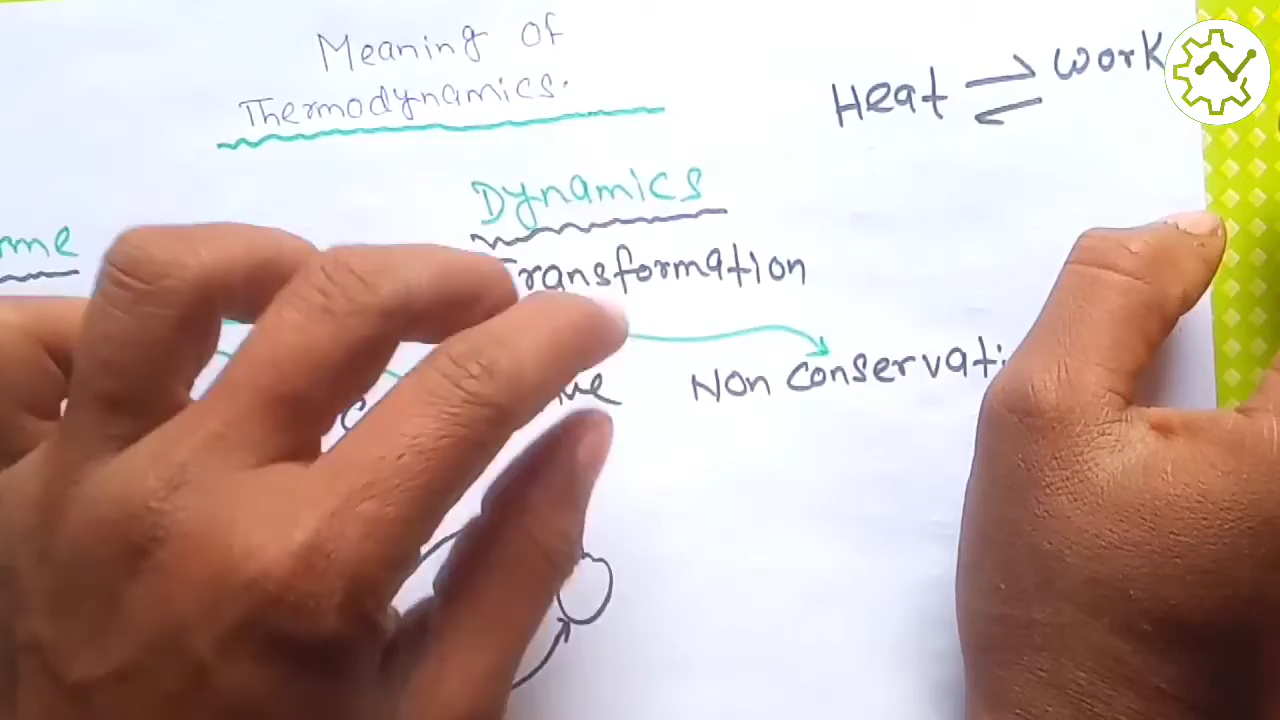 Meaning of
Thermodynamics.
Heat ⇌ Work
Dynamics
Transformation
Non Conservati